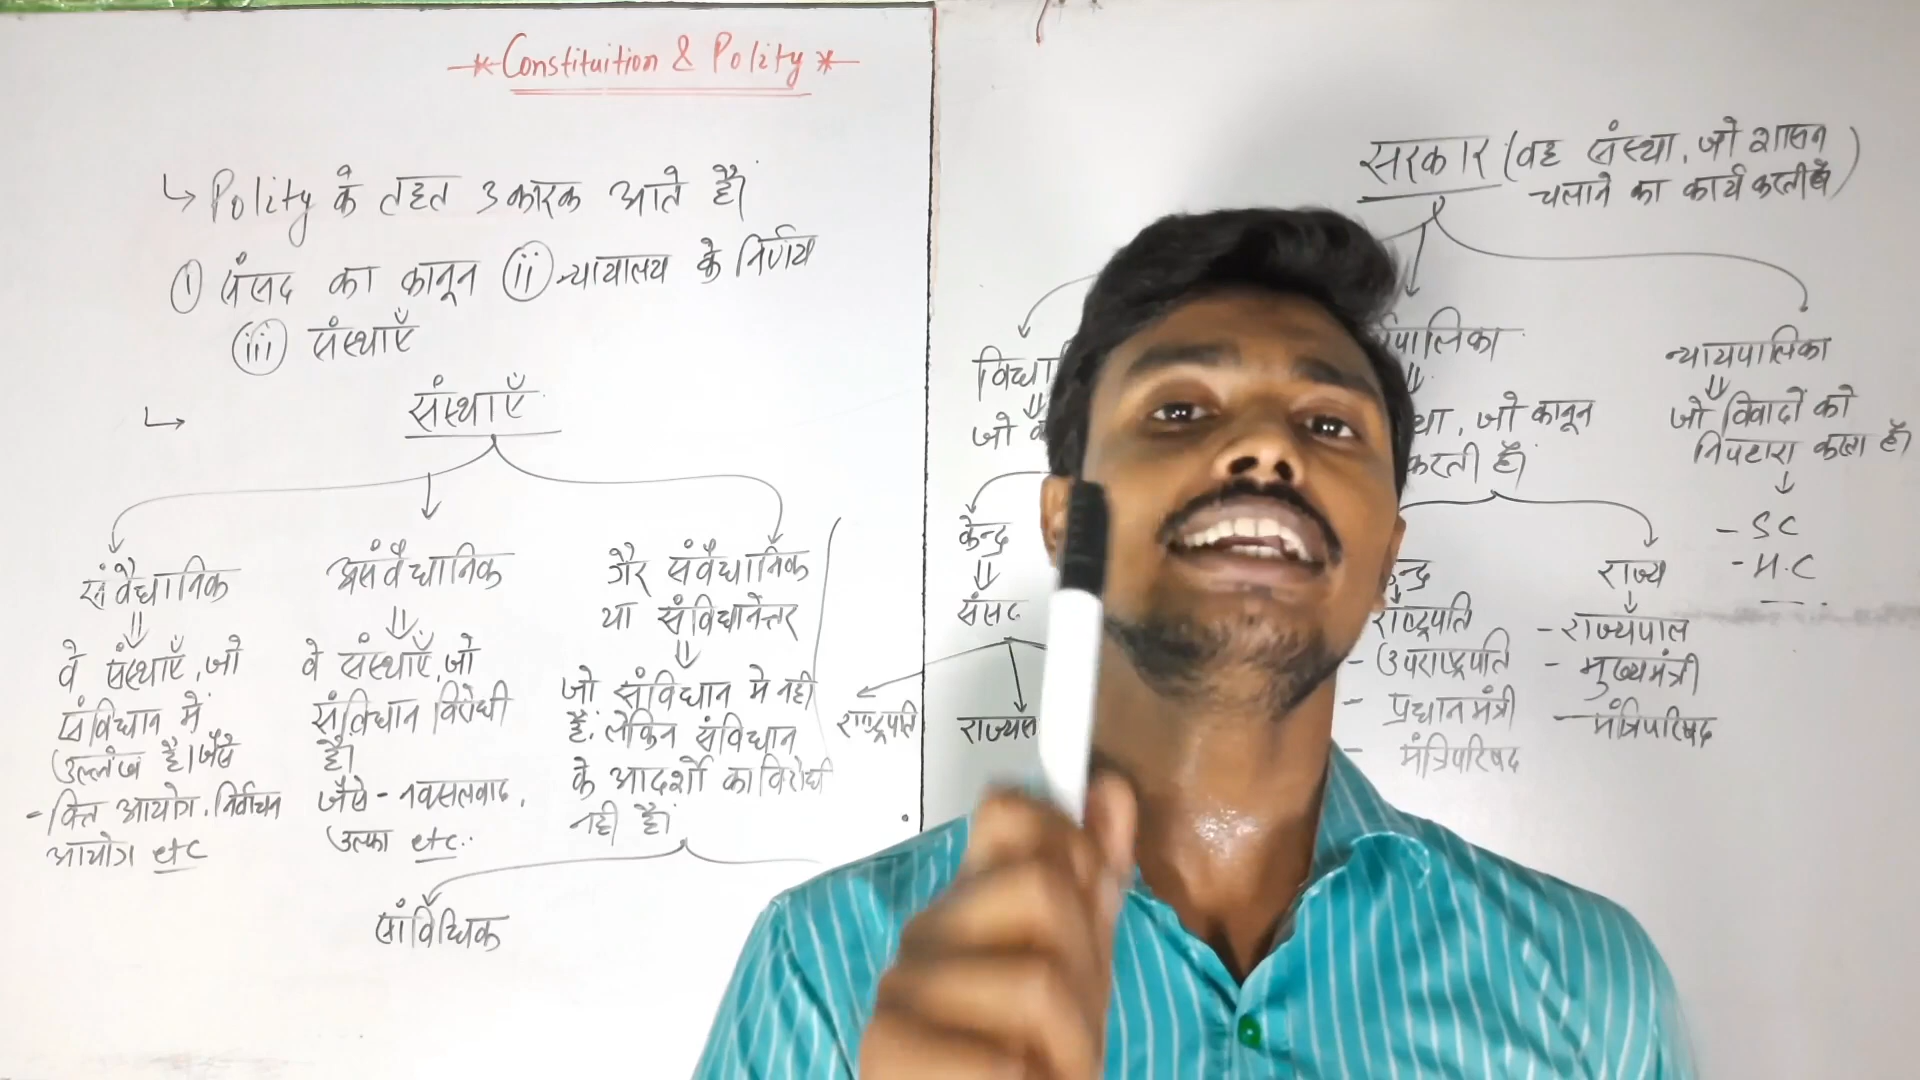 Constituition & Polity
↳ Polity के तहत 3 कारक आते हैं।
(i) संसद का कानून (ii) न्यायालय के निर्णय
(iii) संस्थाएँ
संस्थाएँ
संवैधानिक
वे संस्थाएँ, जो
संविधान में
उल्लेख है। जैसे
- वित्त आयोग, निर्वाचन
आयोग etc
असंवैधानिक
वे संस्थाएँ, जो
संविधान विरोधी
है।
जैसे - नक्सलवाद,
उल्फा etc..
गैर संवैधानिक
या संविधानेत्तर
जो संविधान मे नही
है, लेकिन संविधान
के आदर्शों का विरोधी
नही है।
सांविधिक
सरकार (वह संस्था, जो शासन
चलाने का कार्य करती है)
विधा
जो
केन्द्र
संसद
राष्ट्रपति
राज्यस
पालिका
था, जो कानून
करती है।
न्द्र
राष्ट्रपति
- उपराष्ट्रपति
- प्रधानमंत्री
- मंत्रिपरिषद
राज्य
- राज्यपाल
- मुख्यमंत्री
- मंत्रिपरिषद
न्यायपालिका
जो विवादों को
निपटारा करता है।
- SC
- H.C